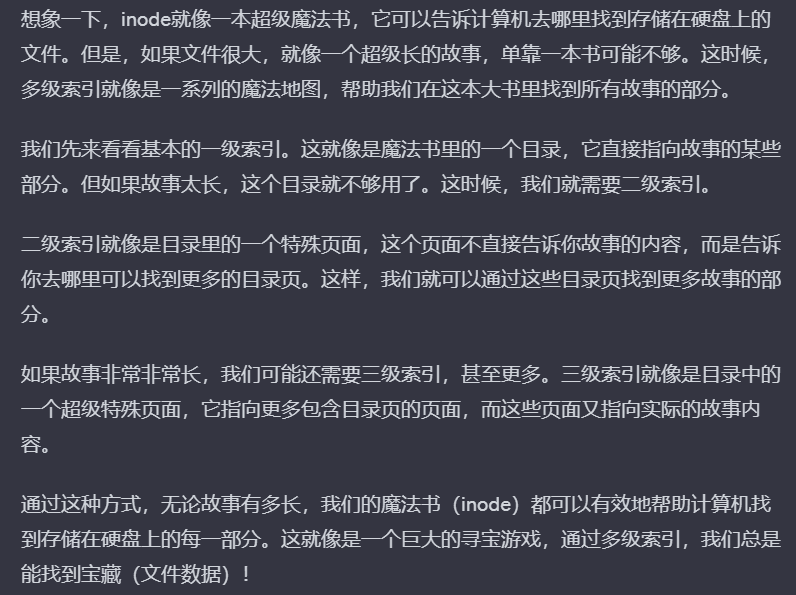 想象一下，inode就像一本超级魔法书，它可以告诉计算机去哪里找到存储在硬盘上的
文件。但是，如果文件很大，就像一个超级长的故事，单靠一本书可能不够。这时候，
多级索引就像是一系列的魔法地图，帮助我们在这本大书里找到所有故事的部分。
我们先来看看基本的一级索引。这就像是魔法书里的一个目录，它直接指向故事的某些
部分。但如果故事太长，这个目录就不够用了。这时候，我们就需要二级索引。
二级索引就像是目录里的一个特殊页面，这个页面不直接告诉你故事的内容，而是告诉
你去哪里可以找到更多的目录页。这样，我们就可以通过这些目录页找到更多故事的部
分。
如果故事非常非常长，我们可能还需要三级索引，甚至更多。三级索引就像是目录中的
一个超级特殊页面，它指向更多包含目录页的页面，而这些页面又指向实际的故事内
容。
通过这种方式，无论故事有多长，我们的魔法书（inode）都可以有效地帮助计算机找
到存储在硬盘上的每一部分。这就像是一个巨大的寻宝游戏，通过多级索引，我们总是
能找到宝藏（文件数据）！